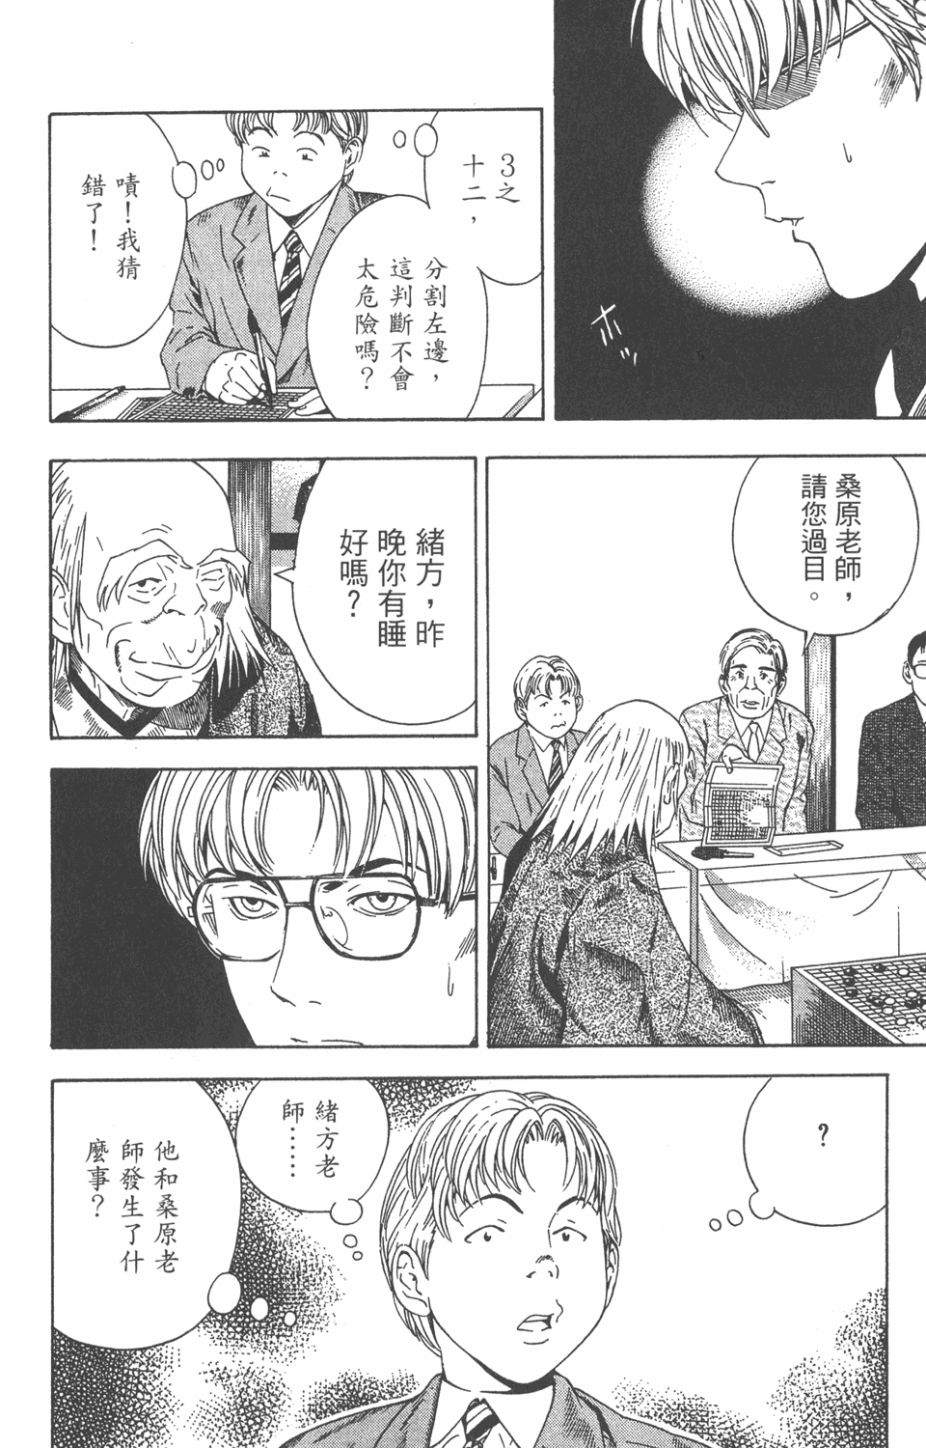 ホッ
3之
十二，
分割左邊，
這判斷不會
太危險嗎？
嘖！我猜
錯了！
桑原老師，
請您過目。
緒方，昨
晚你有睡
好嗎？
？
緒方老
師……
他和桑原老
師發生了什
麼事？